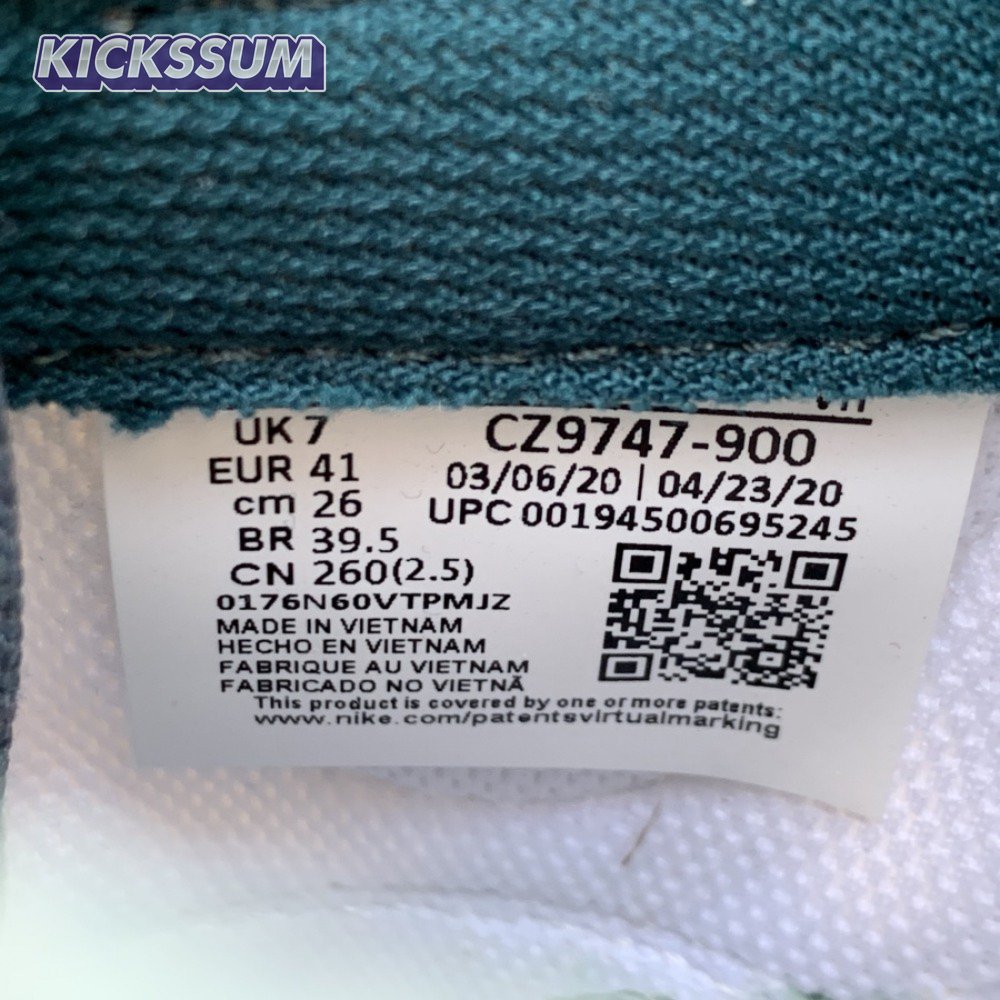 KICKSSUM
UK 7
EUR 41
cm 26
BR 39.5
CN 260(2.5)
0176N60VTPMJZ
MADE IN VIETNAM
HECHO EN VIETNAM
FABRIQUE AU VIETNAM
FABRICADO NO VIETNÃ
CZ9747-900
03/06/20 | 04/23/20
UPC 00194500695245
This product is covered by one or more patents:
www.nike.com/patentsvirtualmarking